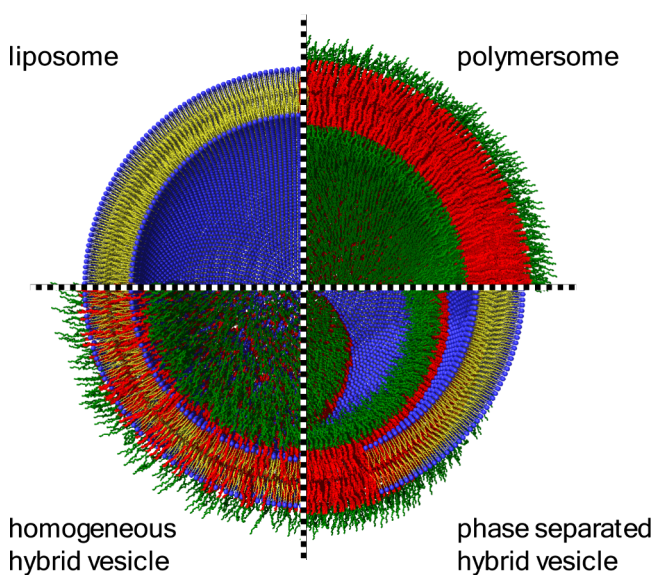 liposome
polymersome
homogeneous
hybrid vesicle
phase separated
hybrid vesicle